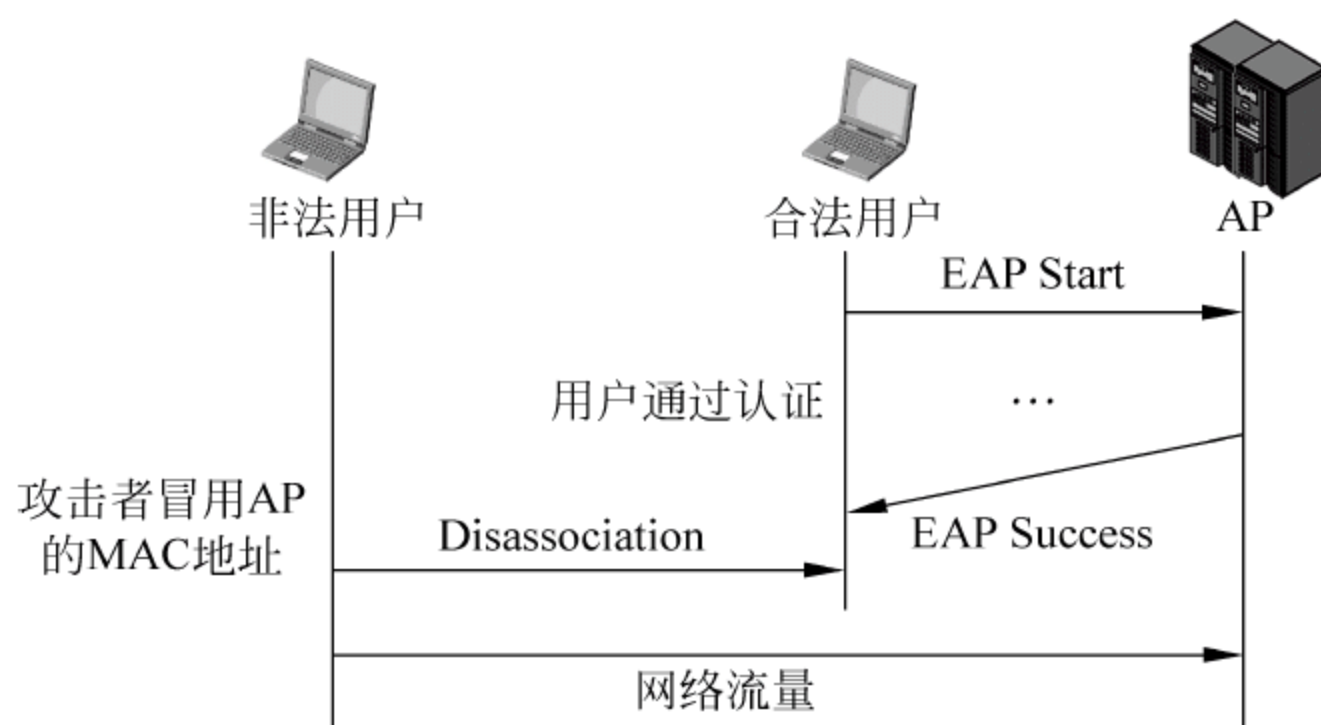 非法用户
合法用户
AP
EAP Start
用户通过认证
…
攻击者冒用AP
的MAC地址
Disassociation
EAP Success
网络流量